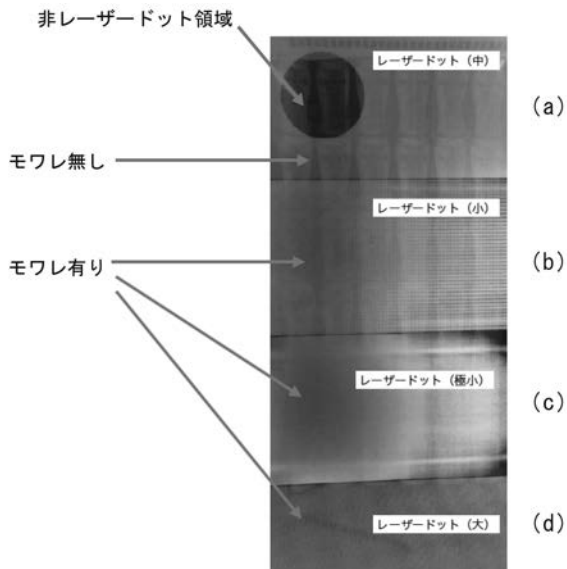 非レーザードット領域
レーザードット（中）
(a)
モワレ無し
レーザードット（小）
モワレ有り
(b)
レーザードット（極小）
(c)
レーザードット（大）
(d)